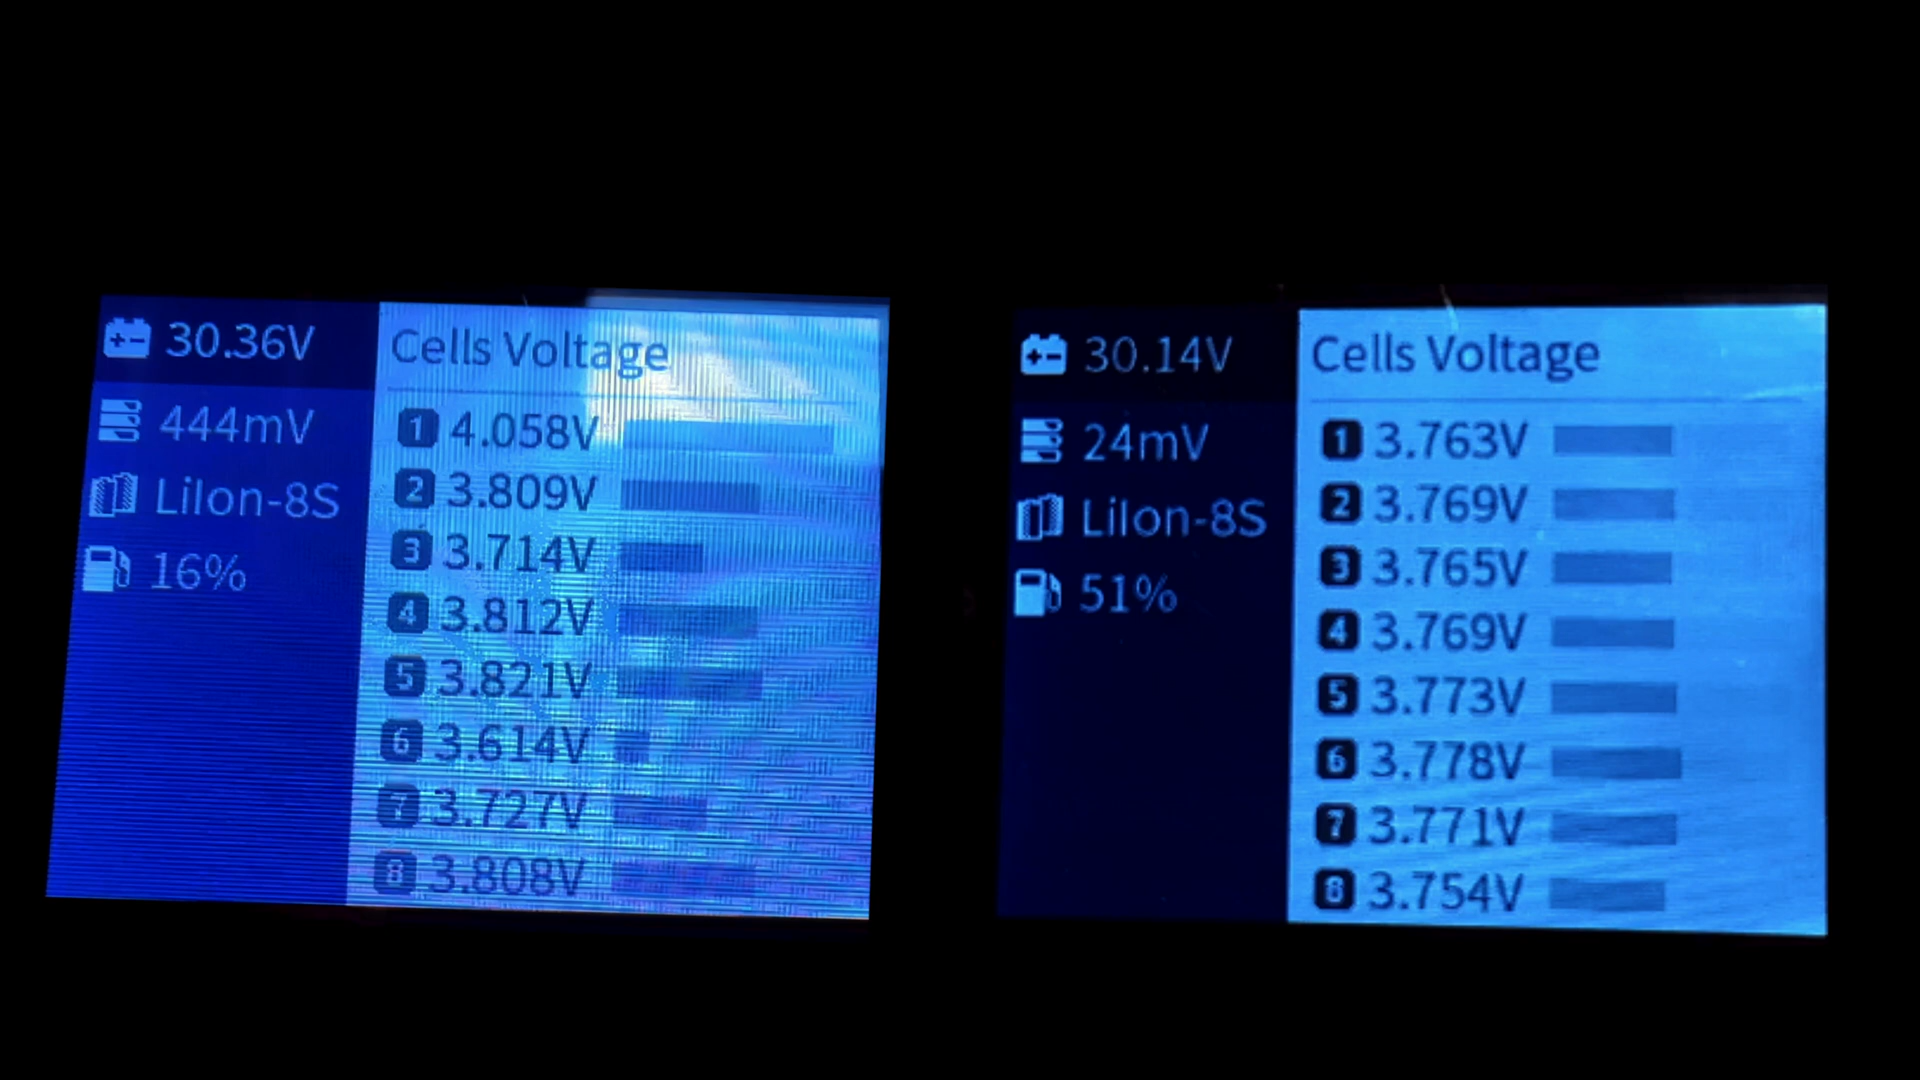 30.36V
444mV
LiIon-8S
16%
Cells Voltage
1 4.058V
2 3.809V
3 3.714V
4 3.812V
5 3.821V
6 3.614V
7 3.727V
8 3.808V
30.14V
24mV
LiIon-8S
51%
Cells Voltage
1 3.763V
2 3.769V
3 3.765V
4 3.769V
5 3.773V
6 3.778V
7 3.771V
8 3.754V